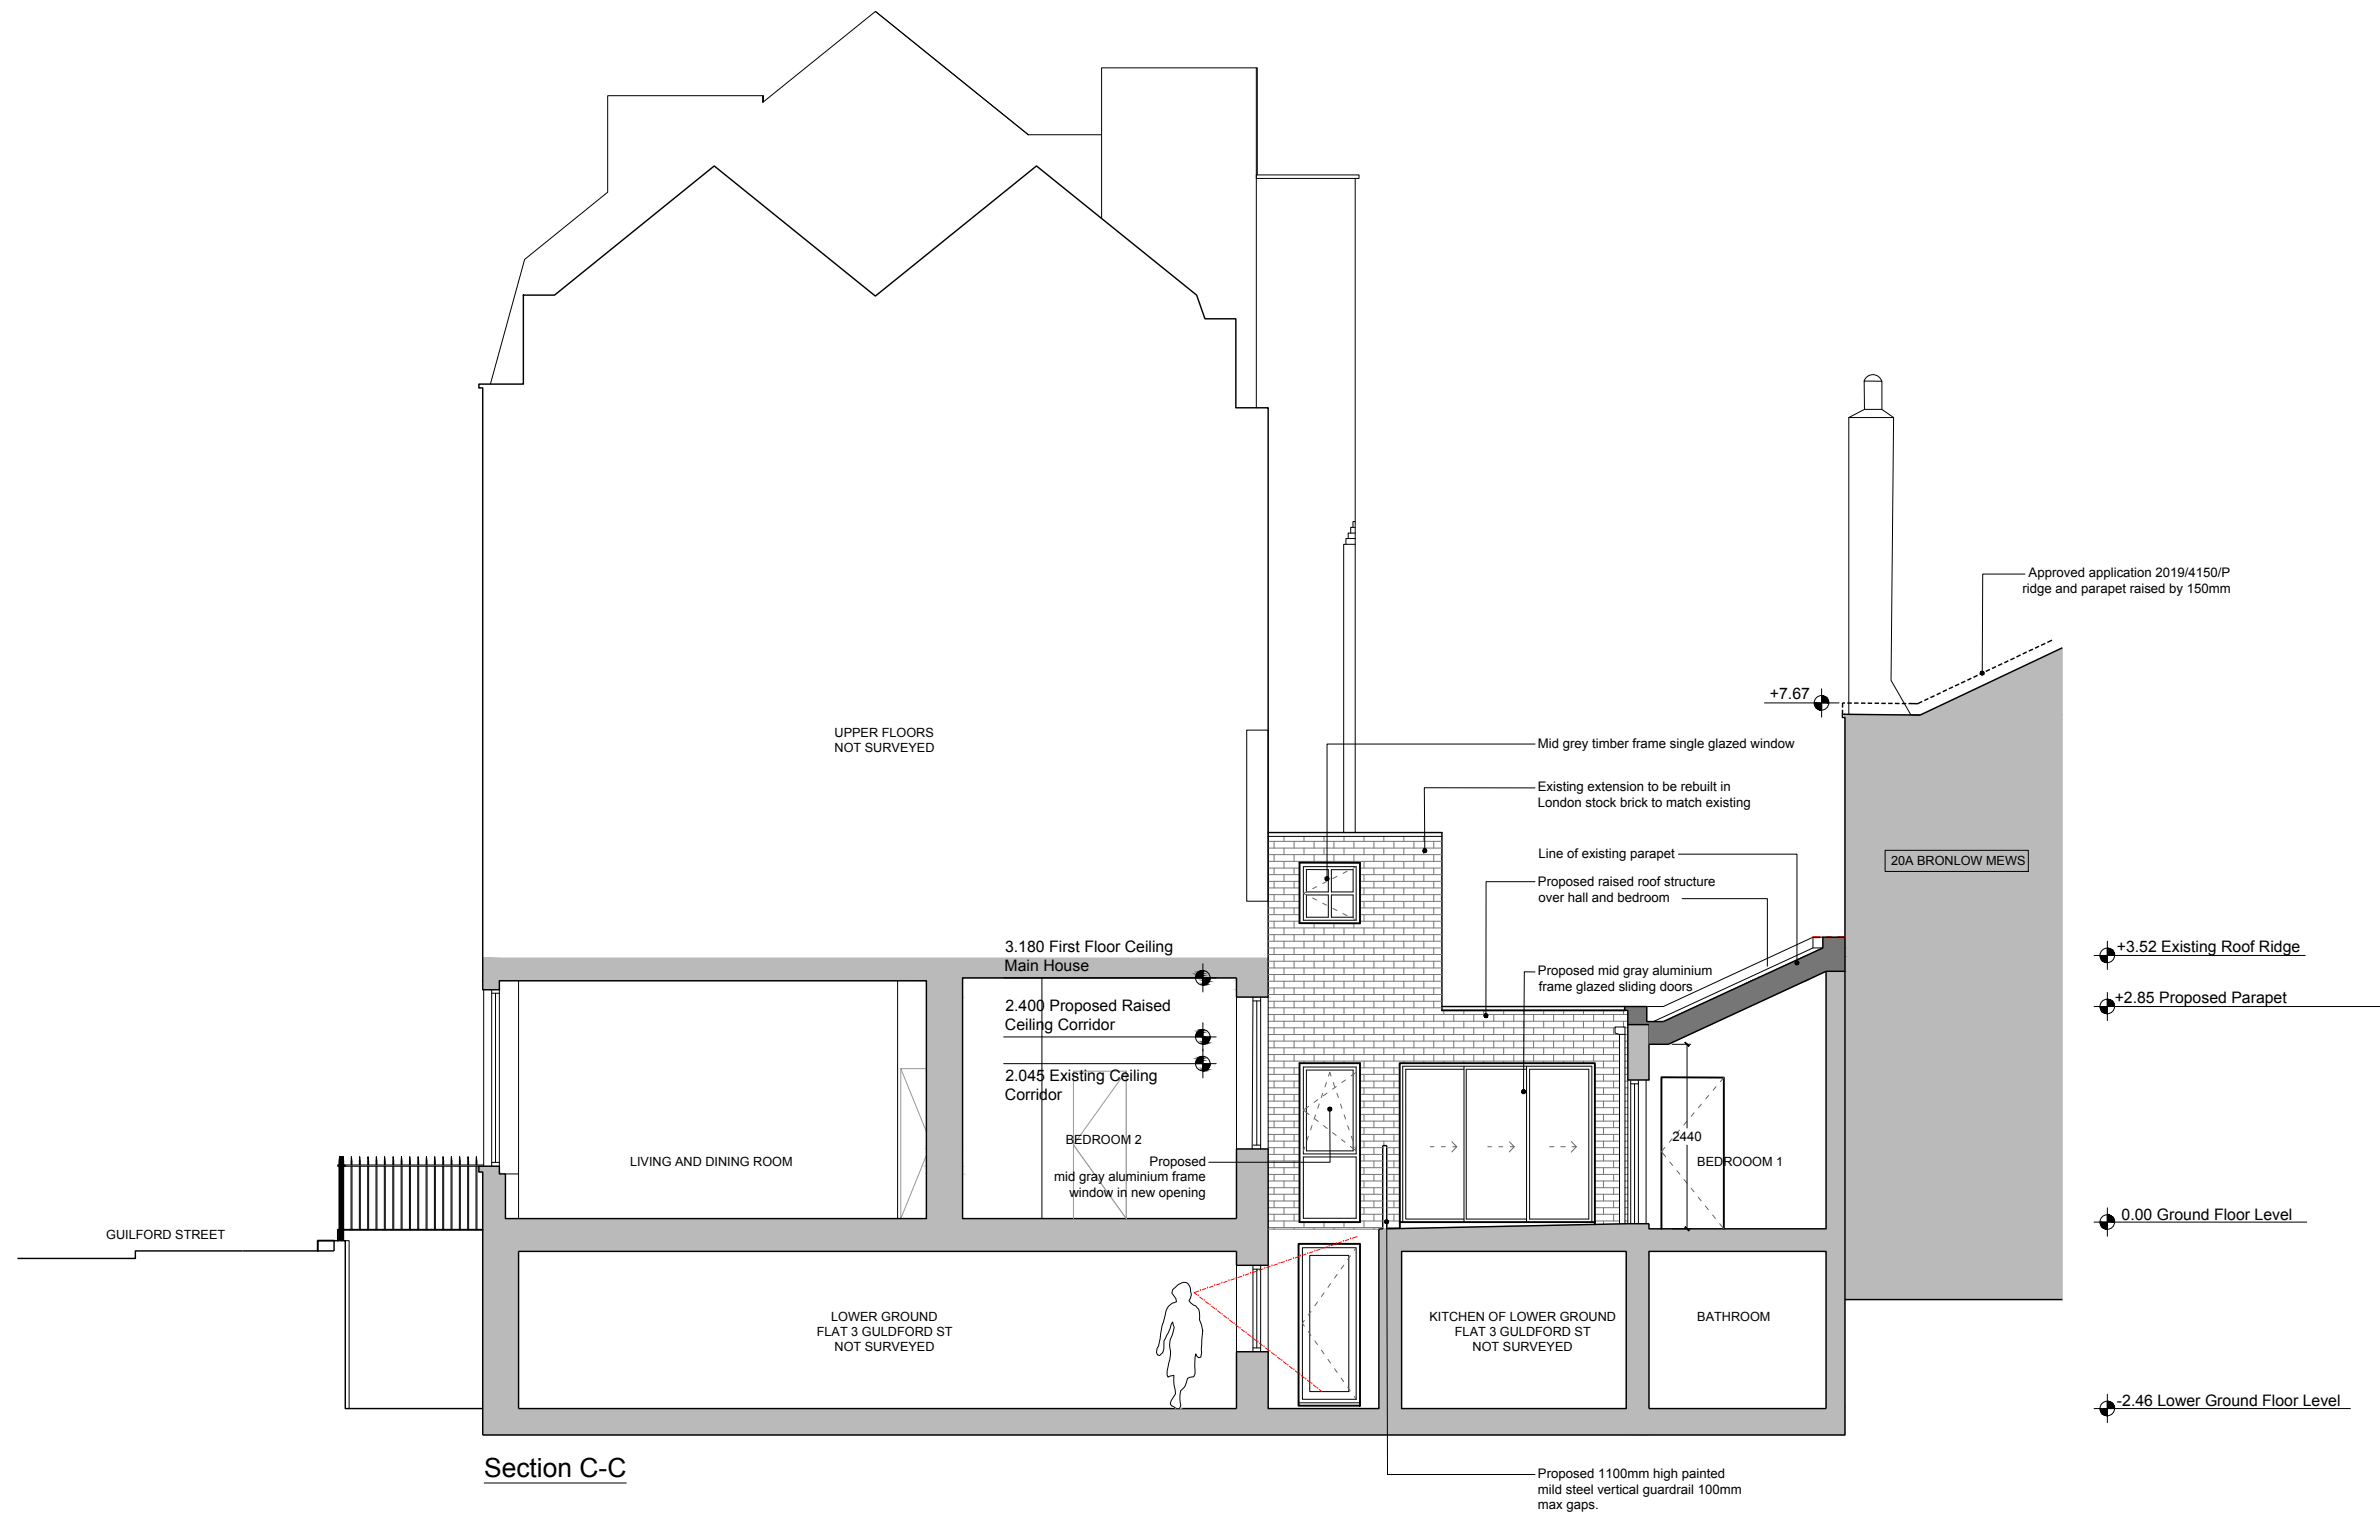 Approved application 2019/4150/P
ridge and parapet raised by 150mm
+7.67
UPPER FLOORS
NOT SURVEYED
Mid grey timber frame single glazed window
Existing extension to be rebuilt in
London stock brick to match existing
Line of existing parapet
20A BRONLOW MEWS
Proposed raised roof structure
over hall and bedroom
3.180 First Floor Ceiling
Main House
+3.52 Existing Roof Ridge
Proposed mid gray aluminium
frame glazed sliding doors
2.400 Proposed Raised
Ceiling Corridor
+2.85 Proposed Parapet
2.045 Existing Ceiling
Corridor
BEDROOM 2
2440
LIVING AND DINING ROOM
Proposed
mid gray aluminium frame
window in new opening
BEDROOOM 1
GUILFORD STREET
0.00 Ground Floor Level
LOWER GROUND
FLAT 3 GULDFORD ST
NOT SURVEYED
KITCHEN OF LOWER GROUND
FLAT 3 GULDFORD ST
NOT SURVEYED
BATHROOM
-2.46 Lower Ground Floor Level
Section C-C
Proposed 1100mm high painted
mild steel vertical guardrail 100mm
max gaps.